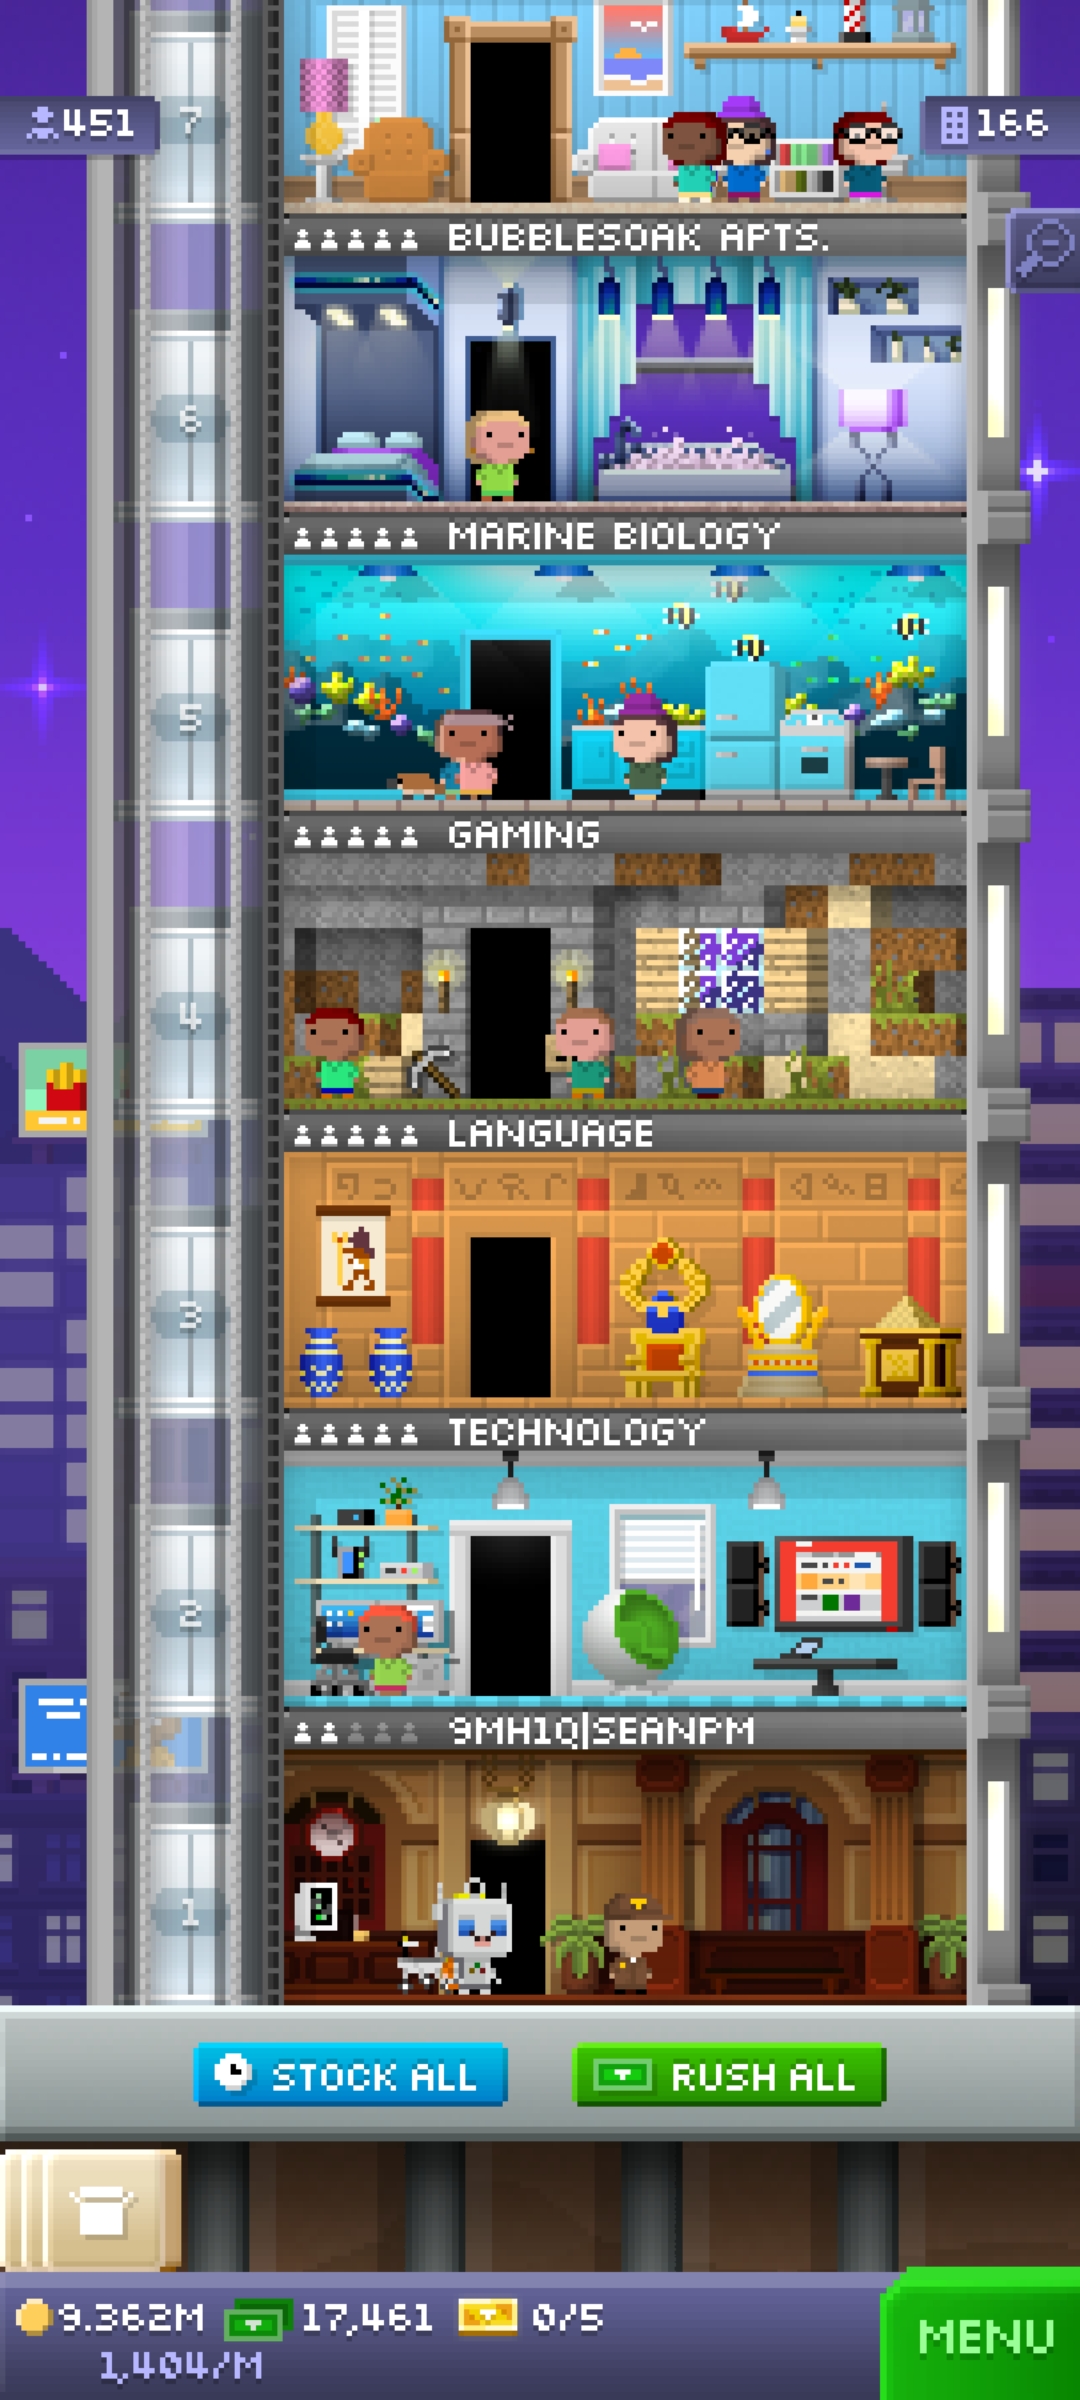 451
7
166
BUBBLESOAK APTS.
6
MARINE BIOLOGY
5
GAMING
4
LANGUAGE
3
TECHNOLOGY
2
9MH1Q|SEANPM
1
STOCK ALL
RUSH ALL
9.362M 17,461 0/5
1,404/M
MENU